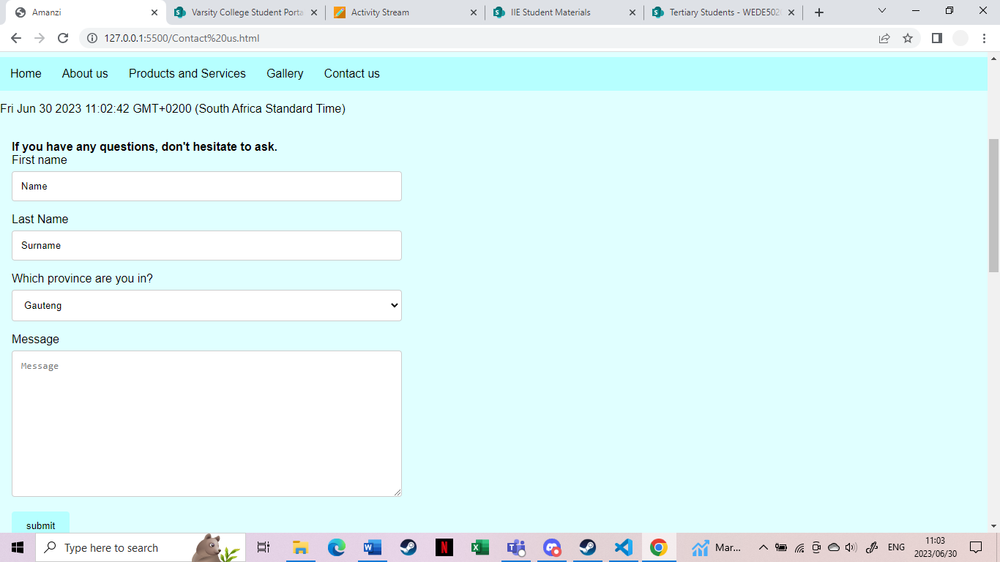 Amanzi Varsity College Student Porta Activity Stream IIE Student Materials Tertiary Students - WEDE502
127.0.0.1:5500/Contact%20us.html
Home About us Products and Services Gallery Contact us
Fri Jun 30 2023 11:02:42 GMT+0200 (South Africa Standard Time)
If you have any questions, don't hesitate to ask.
First name
Name
Last Name
Surname
Which province are you in?
Gauteng
Message
Message
submit
Type here to search Mar... ENG 11:03
2023/06/30